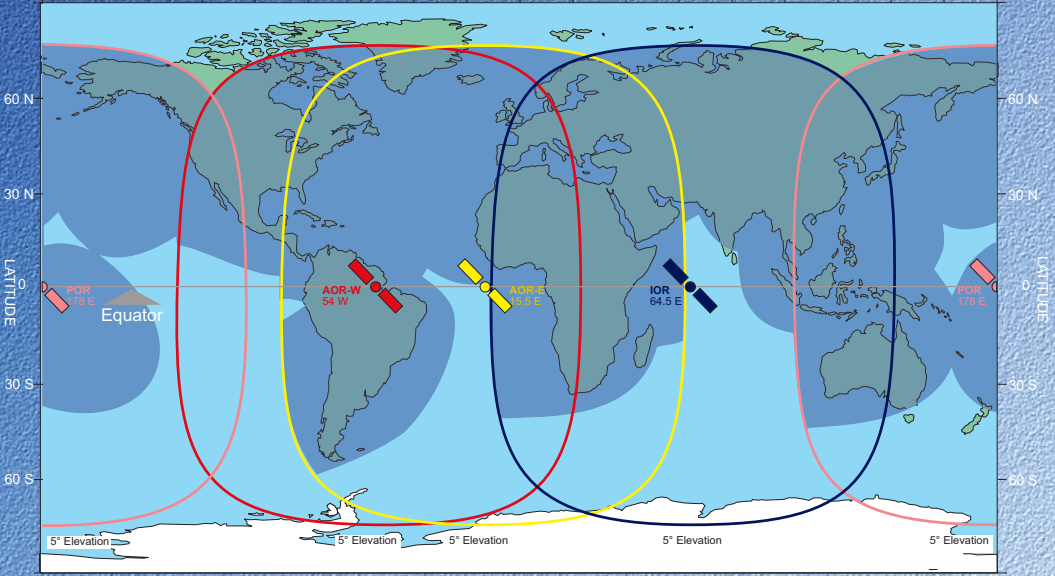 60 N
60 N
30 N
30 N
LATITUDE
LATITUDE
0
0
POR
178 E
Equator
AOR-W
54 W
AOR-E
15.5 E
IOR
64.5 E
POR
178 E
30 S
30 S
60 S
60 S
5° Elevation
5° Elevation
5° Elevation
5° Elevation
5° Elevation